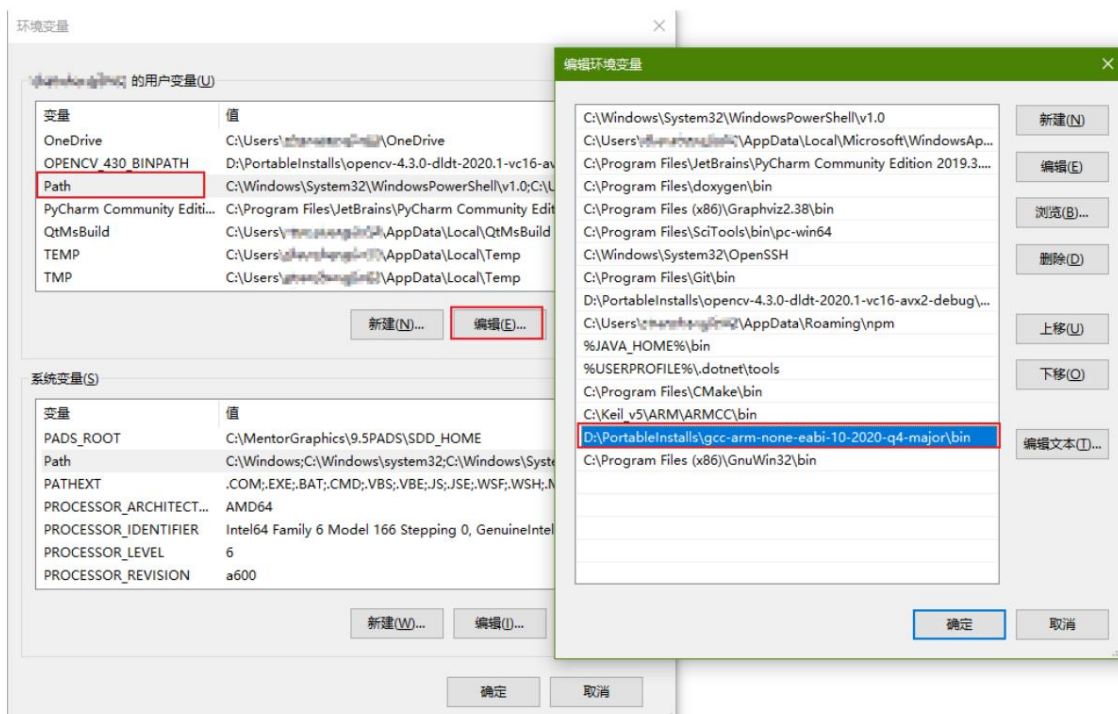 环境变量
的用户变量(U)
变量 值
OneDrive C:\Users\ \OneDrive
OPENCV_430_BINPATH D:\PortableInstalls\opencv-4.3.0-dldt-2020.1-vc16-av
Path C:\Windows\System32\WindowsPowerShell\v1.0;C:\U
PyCharm Community Editi... C:\Program Files\JetBrains\PyCharm Community Edit
QtMsBuild C:\Users\ \AppData\Local\QtMsBuild
TEMP C:\Users\ \AppData\Local\Temp
TMP C:\Users\ \AppData\Local\Temp
新建(N)... 编辑(E)...
系统变量(S)
变量 值
PADS_ROOT C:\MentorGraphics\9.5PADS\SDD_HOME
Path C:\Windows;C:\Windows\system32;C:\Windows\Syste
PATHEXT .COM;.EXE;.BAT;.CMD;.VBS;.VBE;.JS;.JSE;.WSF;.WSH;.M
PROCESSOR_ARCHITECT... AMD64
PROCESSOR_IDENTIFIER Intel64 Family 6 Model 166 Stepping 0, GenuineIntel
PROCESSOR_LEVEL 6
PROCESSOR_REVISION a600
新建(W)... 编辑(I)...
确定 取消
编辑环境变量
C:\Windows\System32\WindowsPowerShell\v1.0
C:\Users\ \AppData\Local\Microsoft\WindowsAp...
C:\Program Files\JetBrains\PyCharm Community Edition 2019.3....
C:\Program Files\doxygen\bin
C:\Program Files (x86)\Graphviz2.38\bin
C:\Program Files\SciTools\bin\pc-win64
C:\Windows\System32\OpenSSH
C:\Program Files\Git\bin
D:\PortableInstalls\opencv-4.3.0-dldt-2020.1-vc16-avx2-debug\...
C:\Users\ \AppData\Roaming\npm
%JAVA_HOME%\bin
%USERPROFILE%\.dotnet\tools
C:\Program Files\CMake\bin
C:\Keil_v5\ARM\ARMCC\bin
D:\PortableInstalls\gcc-arm-none-eabi-10-2020-q4-major\bin
C:\Program Files (x86)\GnuWin32\bin
新建(N)
编辑(E)
浏览(B)...
删除(D)
上移(U)
下移(O)
编辑文本(T)...
确定 取消